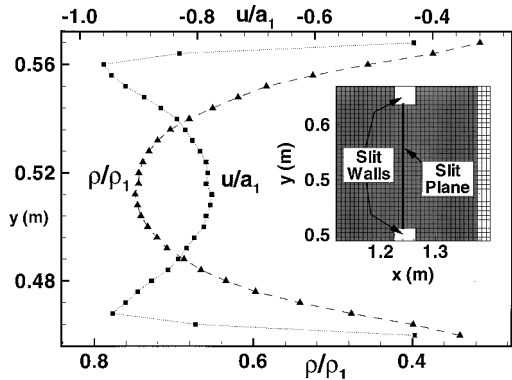 -1.0 -0.8 u/a1 -0.6 -0.4
0.56
0.52
y (m)
0.48
ρ/ρ1
u/a1
0.6
y (m)
0.5
0.5
Slit Walls
Slit Plane
1.2 1.3
x (m)
0.8 0.6 0.4
ρ/ρ1